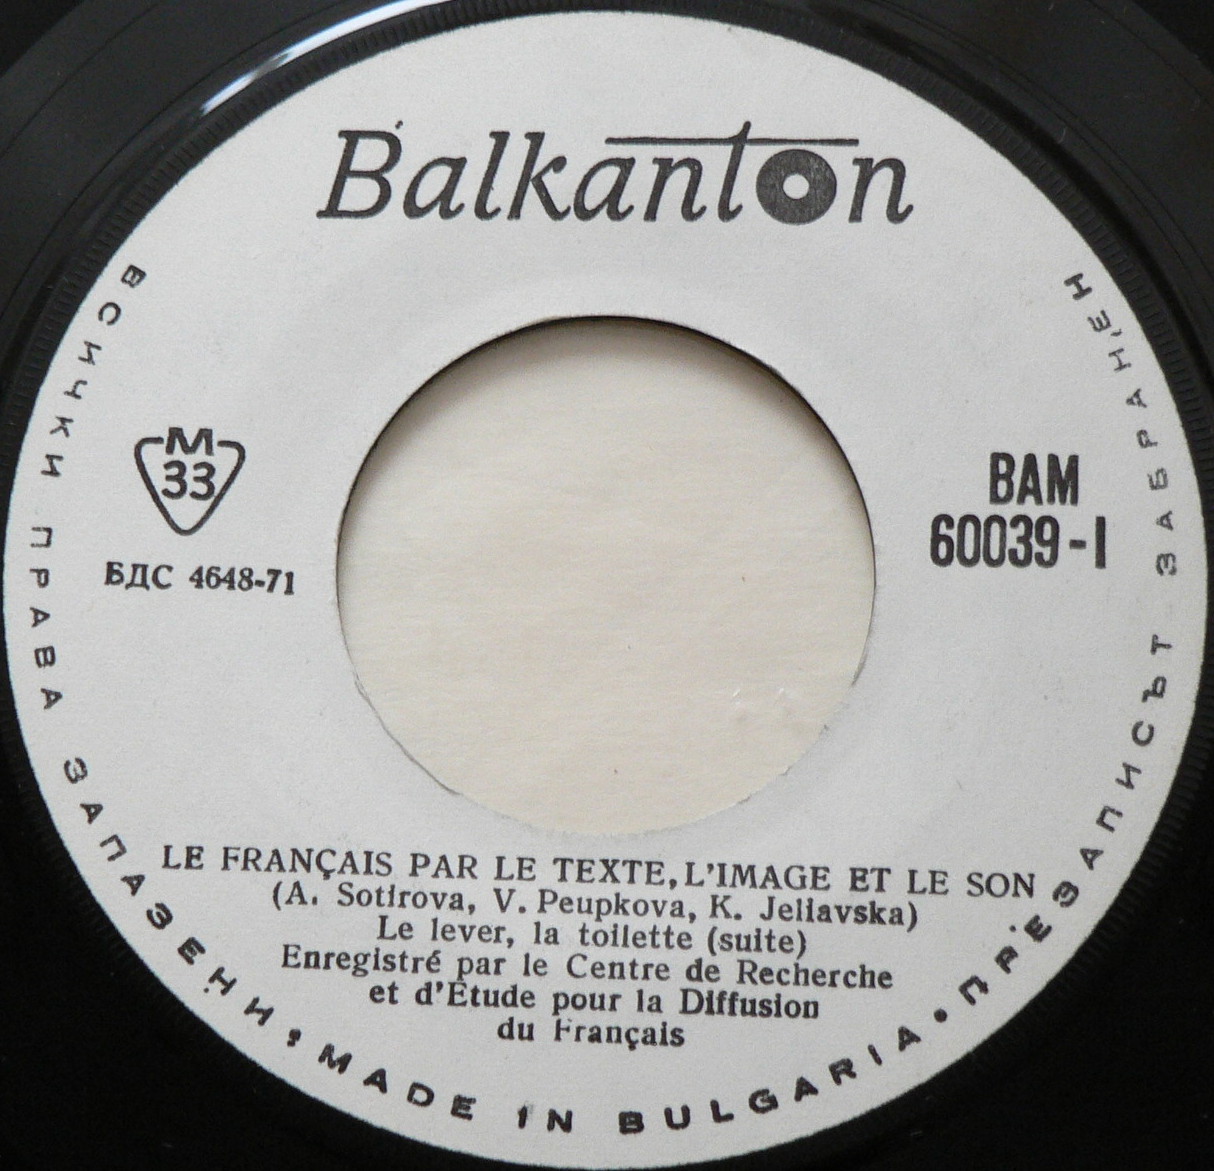 Balkanton
M
33
БДС 4648-71
BAM
60039-I
LE FRANÇAIS PAR LE TEXTE, L'IMAGE ET LE SON
(A. Sotirova, V. Peupkova, K. Jeliavska)
Le lever, la toilette (suite)
Enregistré par le Centre de Recherche
et d'Etude pour la Diffusion
du Français
ВСИЧКИ ПРАВА ЗАПАЗЕНИ • MADE IN BULGARIA • ПРЕЗАПИСЪТ ЗАБРАНЕН